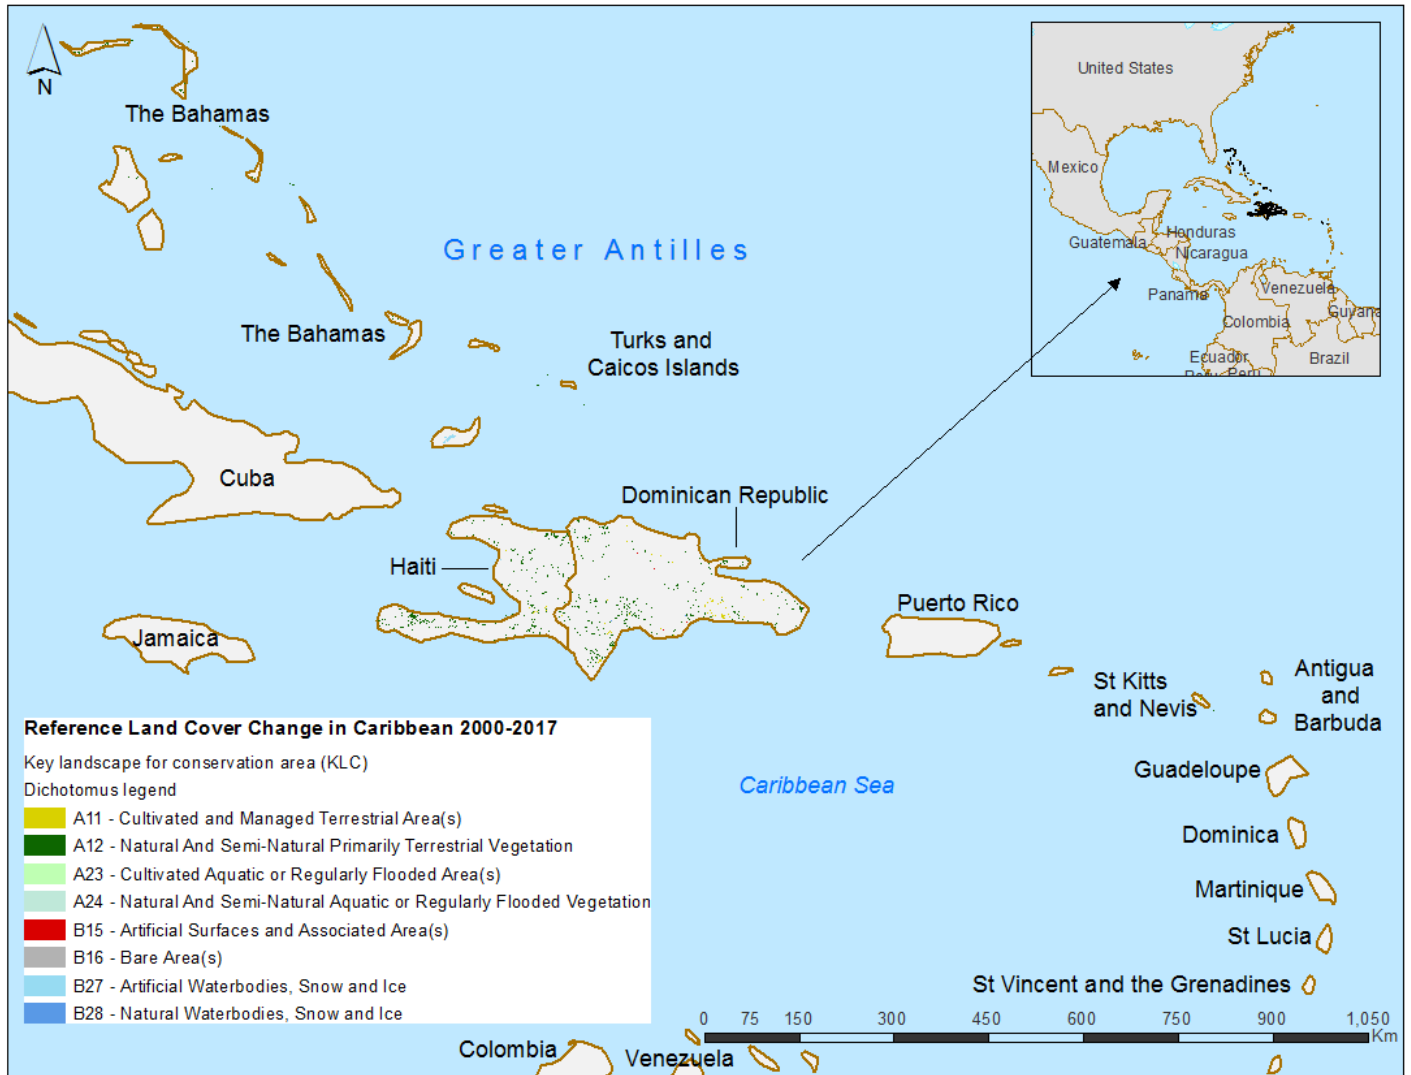 N
The Bahamas
United States
Mexico
Honduras
Guatemala
Nicaragua
Panama
Venezuela
Guyana
Colombia
Ecuador
Peru
Brazil
Greater Antilles
The Bahamas
Turks and
Caicos Islands
Cuba
Dominican Republic
Haiti
Puerto Rico
Jamaica
St Kitts
and Nevis
Antigua
and
Barbuda
Guadeloupe
Dominica
Martinique
St Lucia
St Vincent and the Grenadines
Caribbean Sea
Reference Land Cover Change in Caribbean 2000-2017
Key landscape for conservation area (KLC)
Dichotomus legend
A11 - Cultivated and Managed Terrestrial Area(s)
A12 - Natural And Semi-Natural Primarily Terrestrial Vegetation
A23 - Cultivated Aquatic or Regularly Flooded Area(s)
A24 - Natural And Semi-Natural Aquatic or Regularly Flooded Vegetation
B15 - Artificial Surfaces and Associated Area(s)
B16 - Bare Area(s)
B27 - Artificial Waterbodies, Snow and Ice
B28 - Natural Waterbodies, Snow and Ice
0 75 150 300 450 600 750 900 1,050
Km
Colombia
Venezuela